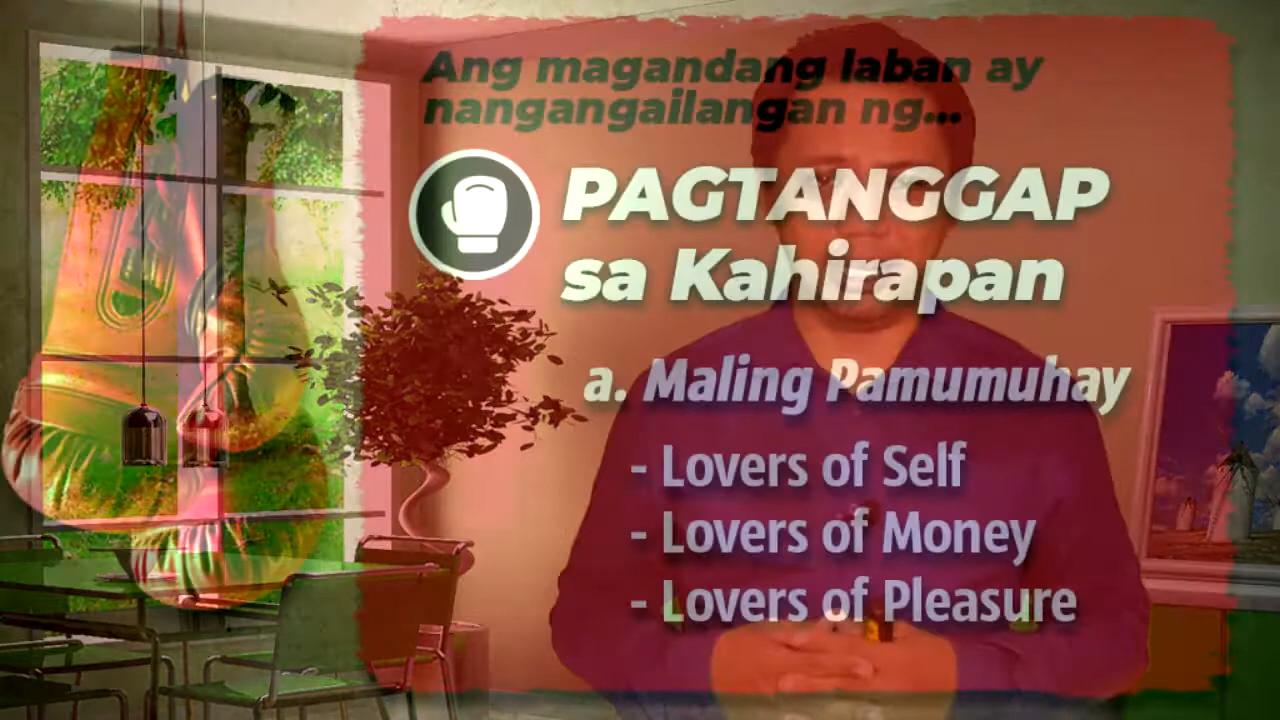 Ang magandang laban ay
nangangailangan ng...
PAGTANGGAP
sa Kahirapan
a. Maling Pamumuhay
- Lovers of Self
- Lovers of Money
- Lovers of Pleasure